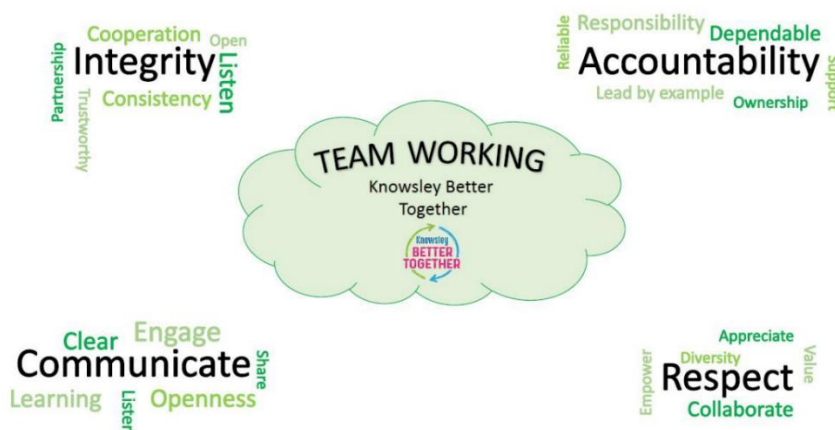 Cooperation
Open
Partnership
Integrity
Listen
Trustworthy
Consistency
Reliable
Responsibility
Dependable
Accountability
Support
Lead by example
Ownership
TEAM WORKING
Knowsley Better
Together
Knowsley
BETTER
TOGETHER
Clear
Engage
Communicate
Share
Learning
Listen
Openness
Appreciate
Empower
Diversity
Value
Respect
Collaborate